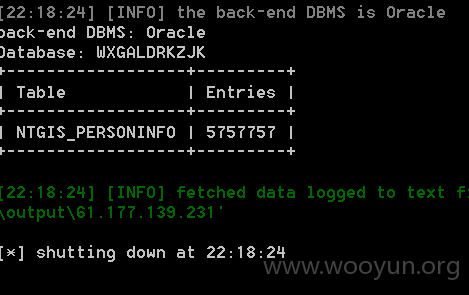 [22:18:24] [INFO] the back-end DBMS is Oracle
back-end DBMS: Oracle
Database: WXGALDRKZJK
+-------------------+---------+
| Table | Entries |
+-------------------+---------+
| NTGIS_PERSONINFO | 5757757 |
+-------------------+---------+
[22:18:24] [INFO] fetched data logged to text fi
\output\61.177.139.231'
[*] shutting down at 22:18:24
www.wooyun.org